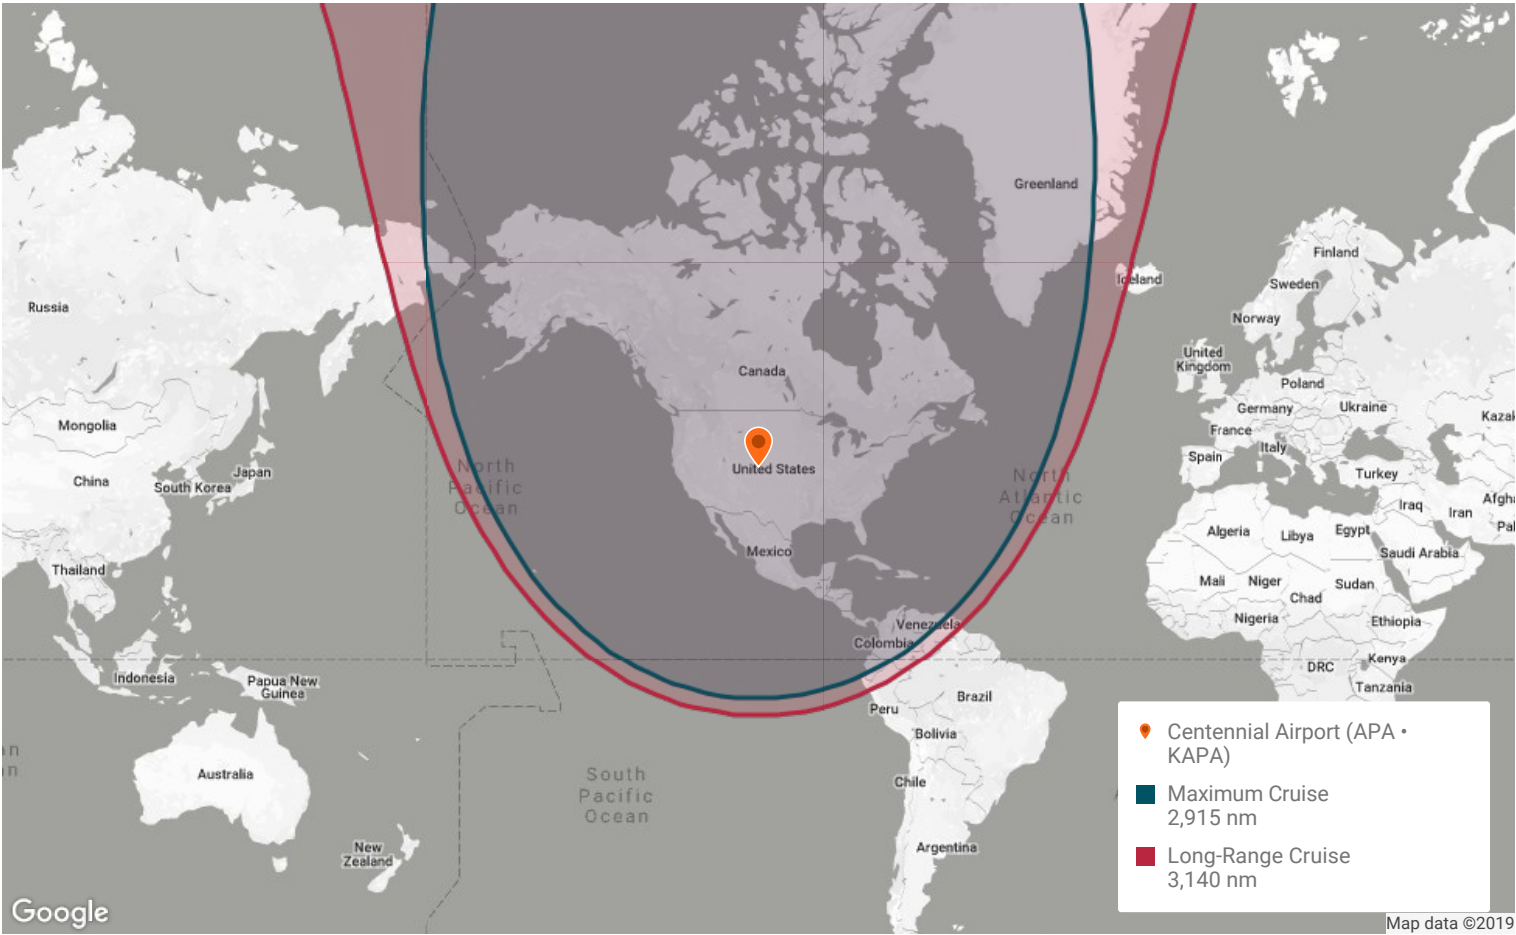 Greenland
Finland
Iceland
Sweden
Russia
Norway
United
Kingdom
Canada
Poland
Germany
Ukraine
Kazak
Mongolia
France
Italy
Spain
North
Pacific
Ocean
United States
Japan
Turkey
China
South Korea
North
Atlantic
Ocean
Iraq
Iran
Afgha
Pal
Algeria
Libya
Egypt
Mexico
Saudi Arabia
Thailand
Mali
Niger
Sudan
Chad
Nigeria
Ethiopia
Venezuela
Colombia
DRC
Kenya
Indonesia
Papua New
Guinea
Tanzania
Brazil
Peru
Bolivia
an
n
Australia
South
Pacific
Ocean
Chile
New
Zealand
Argentina
Centennial Airport (APA •
KAPA)
Maximum Cruise
2,915 nm
Long-Range Cruise
3,140 nm
Google
Map data ©2019